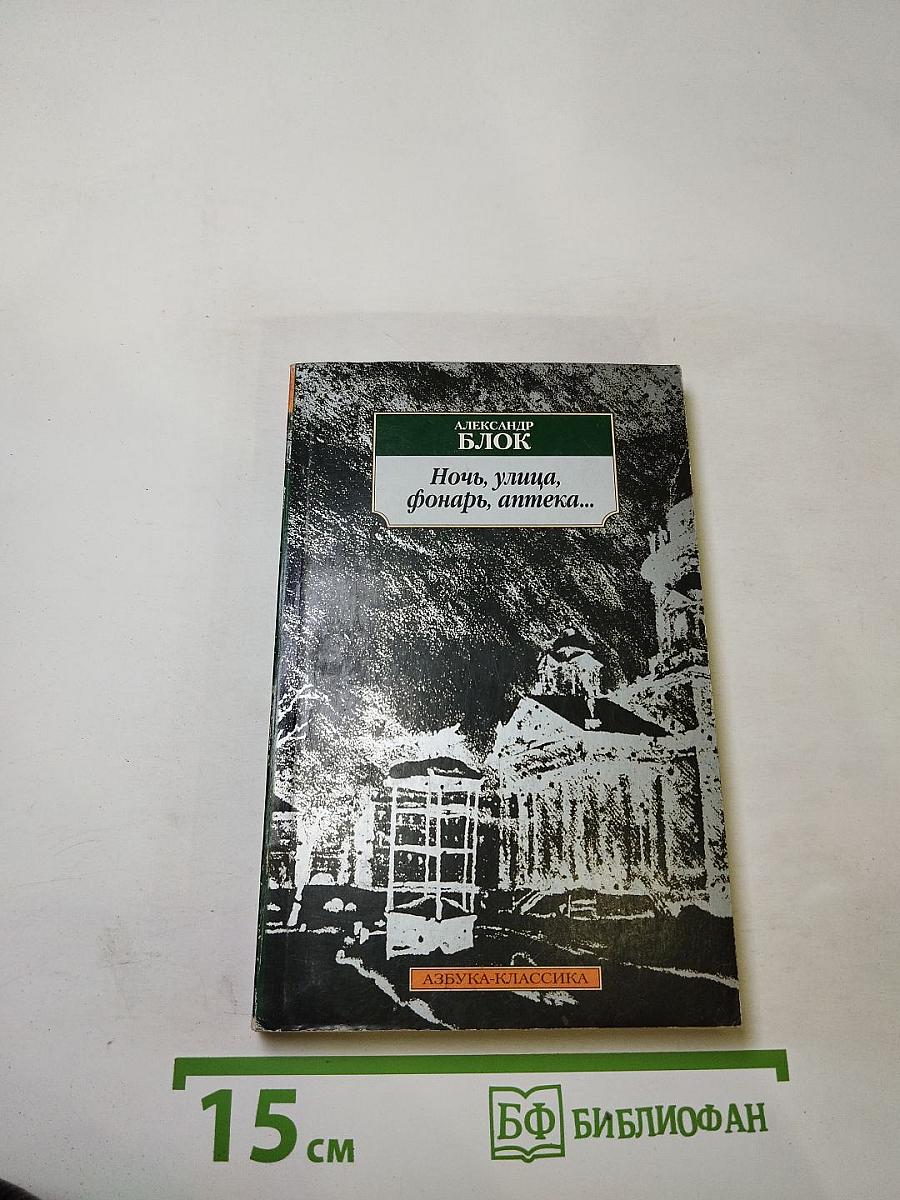 АЛЕКСАНДР
БЛОК
Ночь, улица,
фонарь, аптека...
АЗБУКА-КЛАССИКА
15 см
БФ БИБЛИОФАН